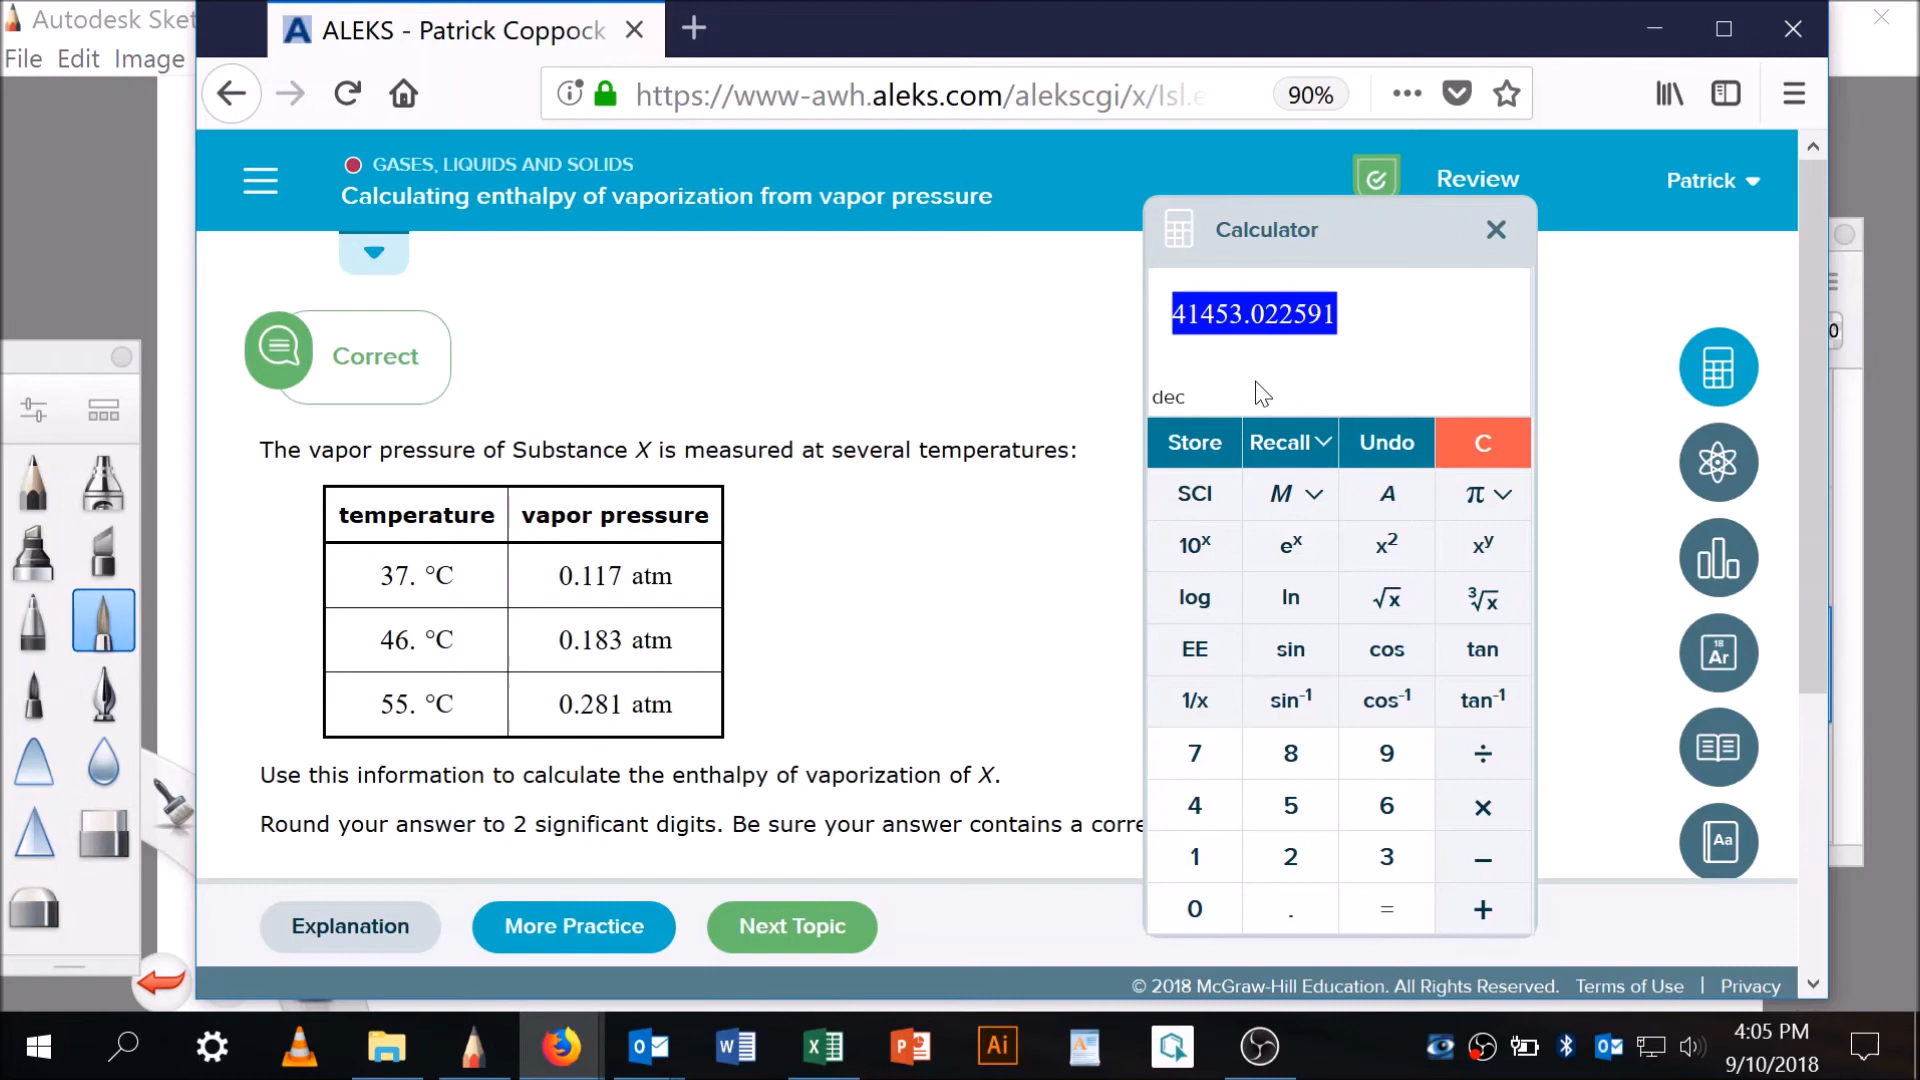 Autodesk Sket
File Edit Image
ALEKS - Patrick Coppock
https://www-awh.aleks.com/alekscgi/x/Isl.e
90%
GASES, LIQUIDS AND SOLIDS
Calculating enthalpy of vaporization from vapor pressure
Review
Patrick
Calculator
41453.022591
dec
Store Recall Undo C
SCI M A π
10ˣ eˣ x² xʸ
log ln √x ³√x
EE sin cos tan
1/x sin⁻¹ cos⁻¹ tan⁻¹
7 8 9 ÷
4 5 6 ×
1 2 3 −
0 . = +
Correct
The vapor pressure of Substance X is measured at several temperatures:
temperature vapor pressure
37. °C 0.117 atm
46. °C 0.183 atm
55. °C 0.281 atm
Use this information to calculate the enthalpy of vaporization of X.
Round your answer to 2 significant digits. Be sure your answer contains a corre
18
Ar
Aa
0
Explanation More Practice Next Topic
© 2018 McGraw-Hill Education. All Rights Reserved. Terms of Use | Privacy
Ai
4:05 PM
9/10/2018